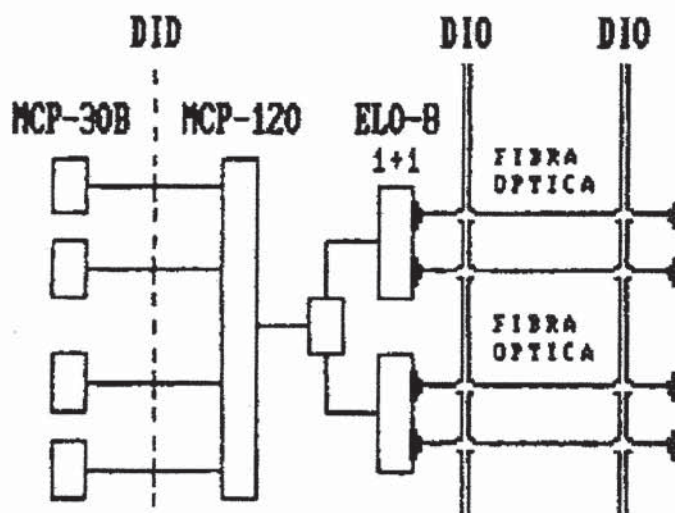 DID
DIO
DIO
MCP-30B
MCP-120
ELO-8
1+1
FIBRA
OPTICA
FIBRA
OPTICA